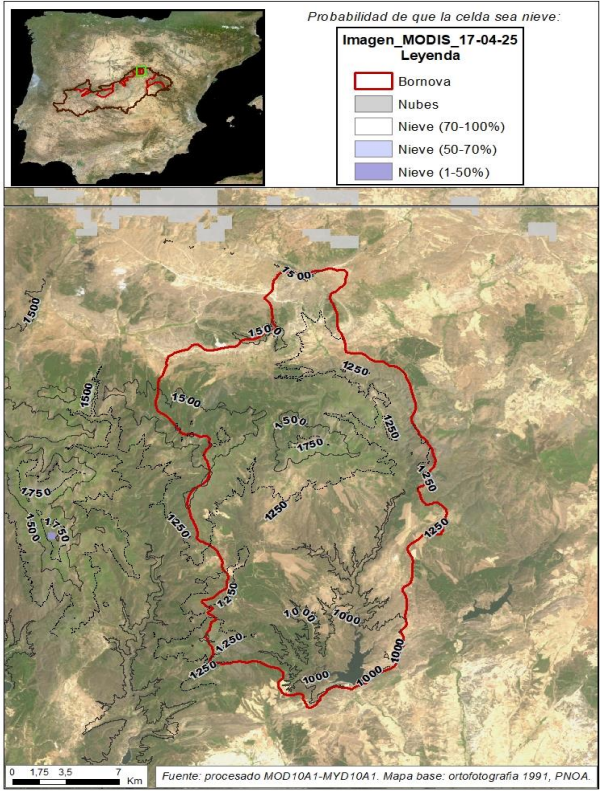 Probabilidad de que la celda sea nieve:
Imagen_MODIS_17-04-25
Leyenda
Bornova
Nubes
Nieve (70-100%)
Nieve (50-70%)
Nieve (1-50%)
1500
1500
1500
1250
1500
1500
1500
1250
1750
1250
1750
1500
1750
1250
1250
1250
1250
1000
1000
1250
1250
1000
1000
1000
0 1,75 3,5 7
Km
Fuente: procesado MOD10A1-MYD10A1. Mapa base: ortofotografia 1991, PNOA.